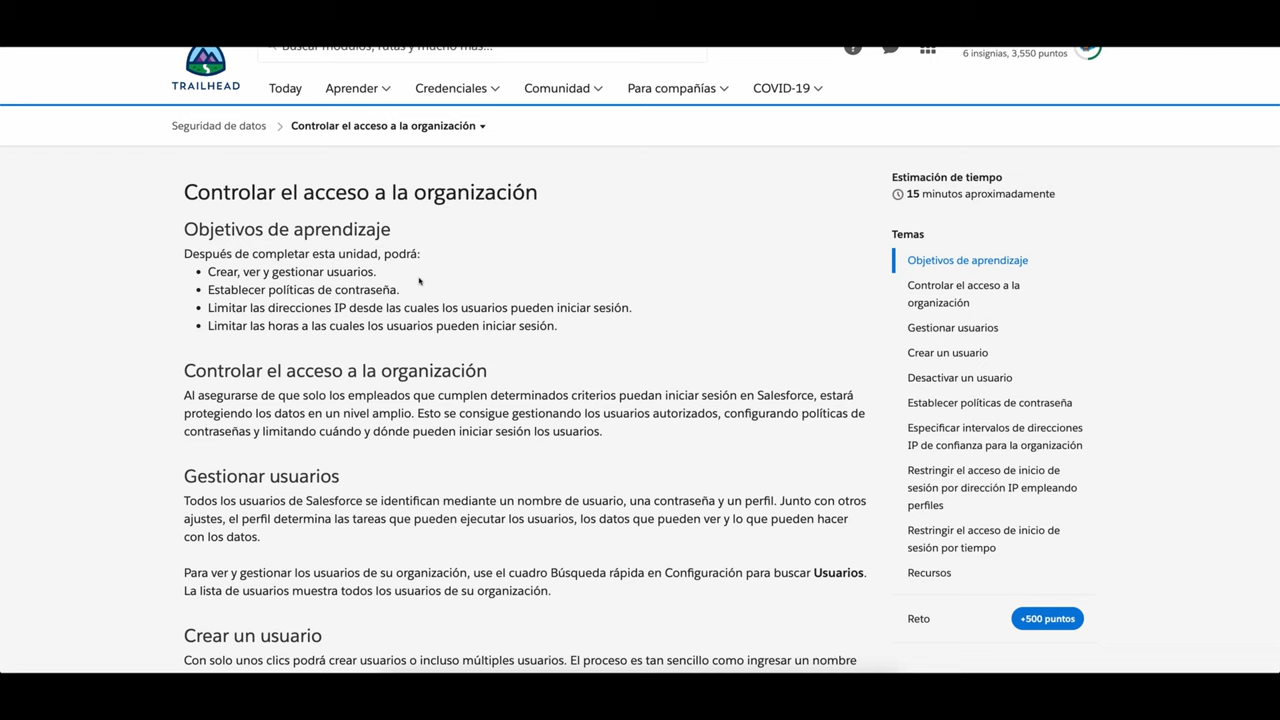 Buscar módulos, rutas y mucho más...
6 insignias, 3,550 puntos
TRAILHEAD
Today
Aprender
Credenciales
Comunidad
Para compañías
COVID-19
Seguridad de datos
Controlar el acceso a la organización
Controlar el acceso a la organización
Objetivos de aprendizaje
Después de completar esta unidad, podrá:
• Crear, ver y gestionar usuarios.
• Establecer políticas de contraseña.
• Limitar las direcciones IP desde las cuales los usuarios pueden iniciar sesión.
• Limitar las horas a las cuales los usuarios pueden iniciar sesión.
Controlar el acceso a la organización
Al asegurarse de que solo los empleados que cumplen determinados criterios puedan iniciar sesión en Salesforce, estará
protegiendo los datos en un nivel amplio. Esto se consigue gestionando los usuarios autorizados, configurando políticas de
contraseñas y limitando cuándo y dónde pueden iniciar sesión los usuarios.
Gestionar usuarios
Todos los usuarios de Salesforce se identifican mediante un nombre de usuario, una contraseña y un perfil. Junto con otros
ajustes, el perfil determina las tareas que pueden ejecutar los usuarios, los datos que pueden ver y lo que pueden hacer
con los datos.
Para ver y gestionar los usuarios de su organización, use el cuadro Búsqueda rápida en Configuración para buscar Usuarios.
La lista de usuarios muestra todos los usuarios de su organización.
Crear un usuario
Con solo unos clics podrá crear usuarios o incluso múltiples usuarios. El proceso es tan sencillo como ingresar un nombre
Estimación de tiempo
15 minutos aproximadamente
Temas
Objetivos de aprendizaje
Controlar el acceso a la
organización
Gestionar usuarios
Crear un usuario
Desactivar un usuario
Establecer políticas de contraseña
Especificar intervalos de direcciones
IP de confianza para la organización
Restringir el acceso de inicio de
sesión por dirección IP empleando
perfiles
Restringir el acceso de inicio de
sesión por tiempo
Recursos
Reto
+500 puntos